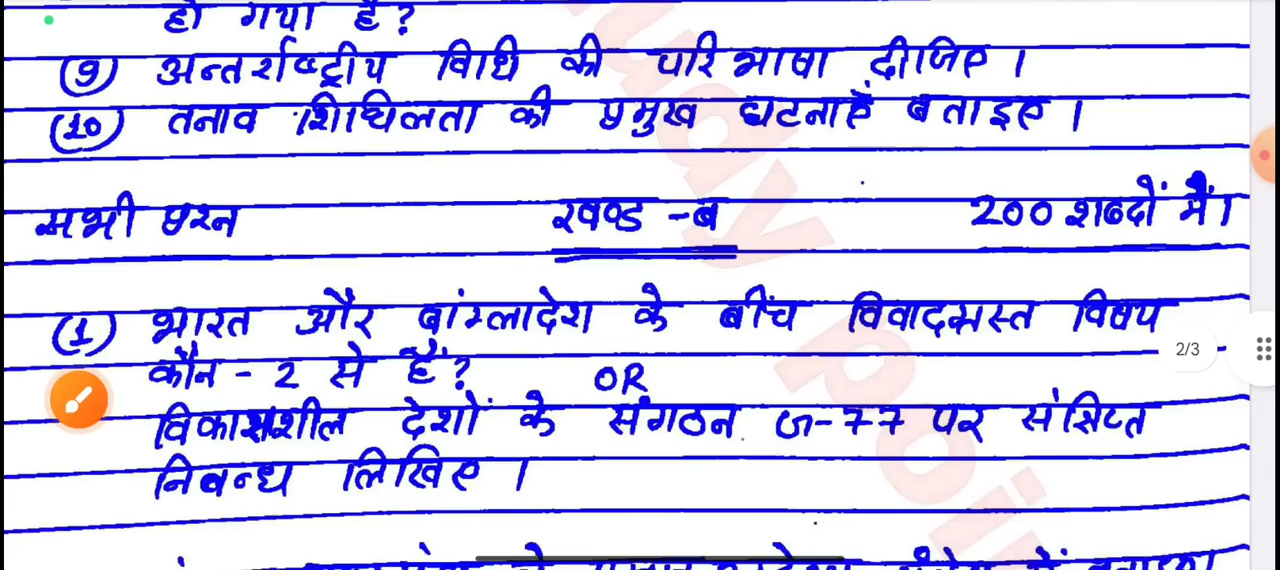 हो गया है?
(9) अन्तर्राष्ट्रीय विधि की परिभाषा दीजिए।
(10) तनाव शिथिलता की प्रमुख घटनाएँ बताइए।
सभी प्रश्न खण्ड-ब 200 शब्दों में।
(1) भारत और बांग्लादेश के बीच विवादग्रस्त विषय
2/3
कौन-2 से हैं? OR
विकासशील देशों के संगठन जी-77 पर संक्षिप्त
निबन्ध लिखिए।